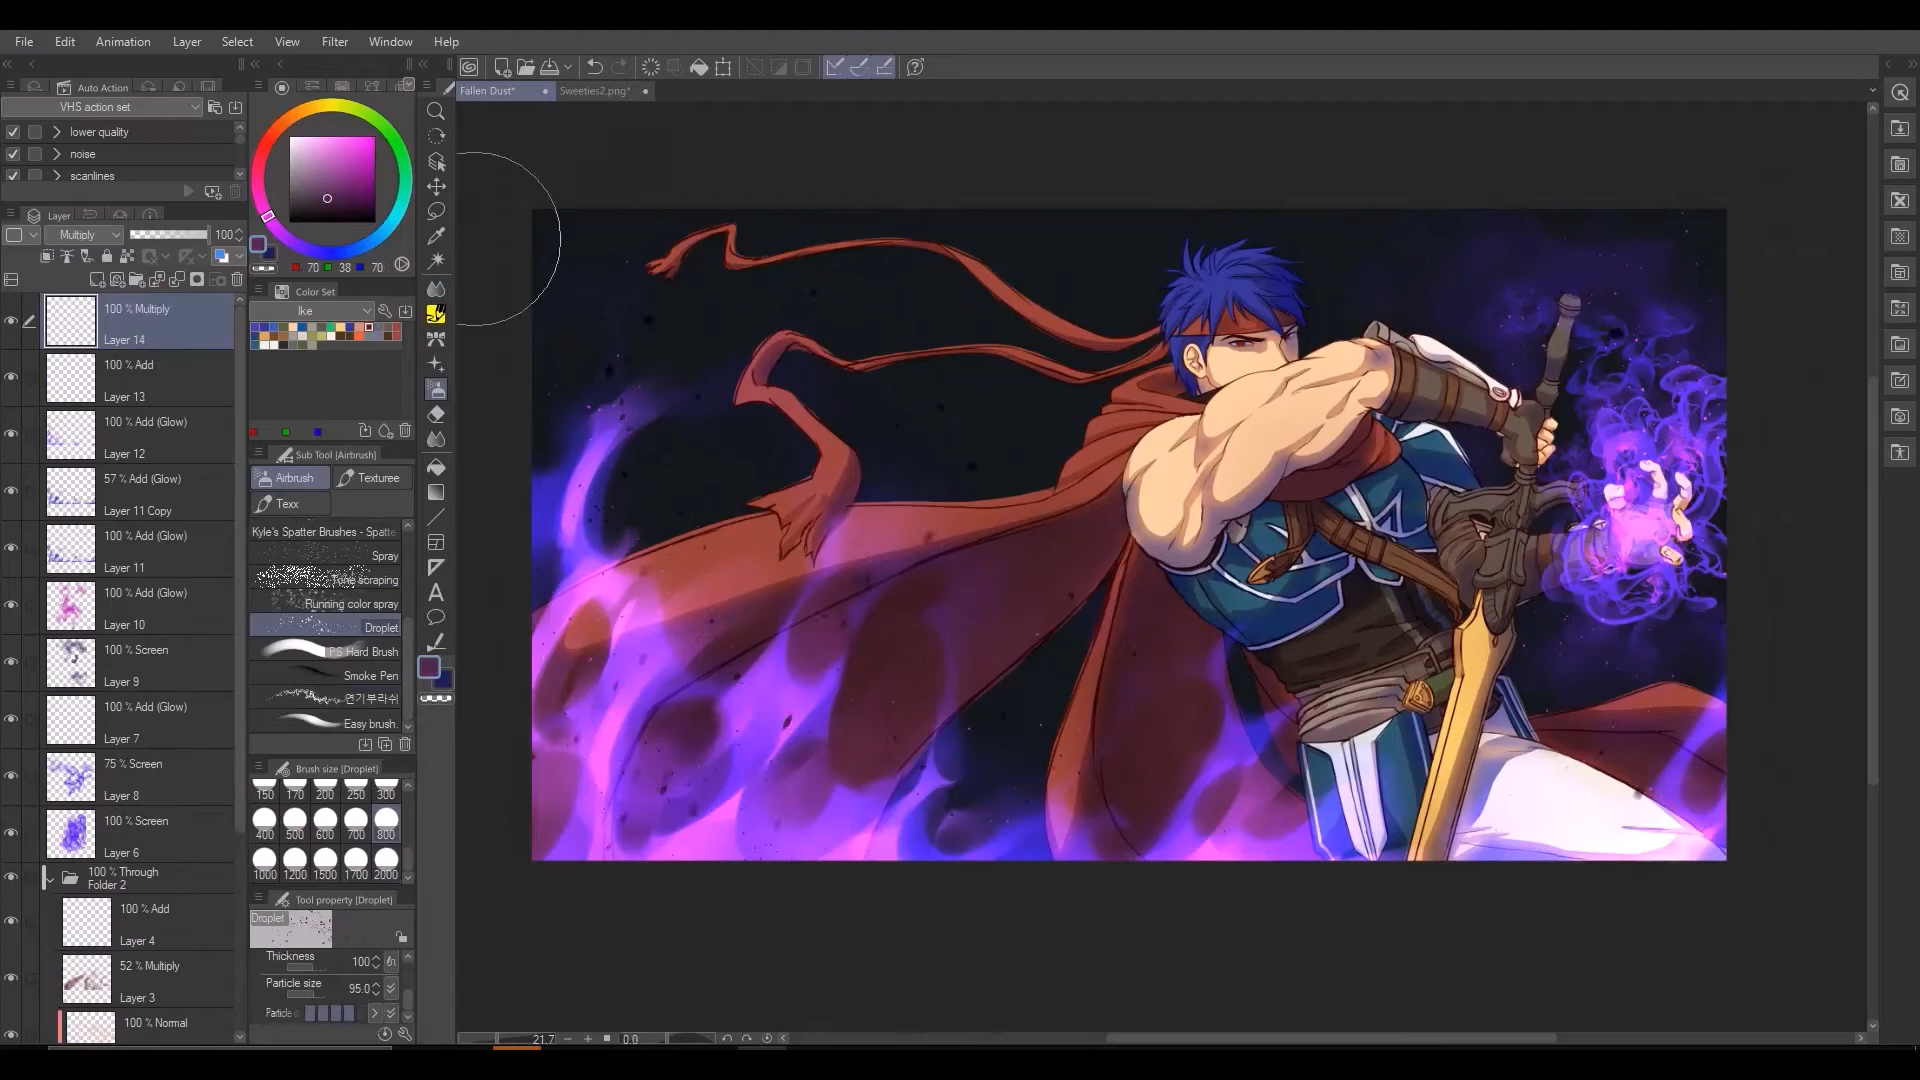 File Edit Animation Layer Select View Filter Window Help
Auto Action
VHS action set
lower quality
noise
scanlines
Layer
Multiply 100
100 % Multiply
Layer 14
100 % Add
Layer 13
100 % Add (Glow)
Layer 12
57 % Add (Glow)
Layer 11 Copy
100 % Add (Glow)
Layer 11
100 % Add (Glow)
Layer 10
100 % Screen
Layer 9
100 % Add (Glow)
Layer 7
75 % Screen
Layer 8
100 % Screen
Layer 6
100 % Through
Folder 2
100 % Add
Layer 4
52 % Multiply
Layer 3
100 % Normal
70 38 70
Color Set
Ike
Sub Tool [Airbrush]
Airbrush Texturee
Texx
Kyle's Spatter Brushes - Spatte
Spray
Tone scraping
Running color spray
Droplet
PS Hard Brush
Smoke Pen
연기부라쉬
Easy brush.
Brush size [Droplet]
150 170 200 250 300
400 500 600 700 800
1000 1200 1500 1700 2000
Tool property [Droplet]
Droplet
Thickness 100
Particle size 95.0
Particle
Fallen Dust* Sweeties2.png*
21.7 0.0